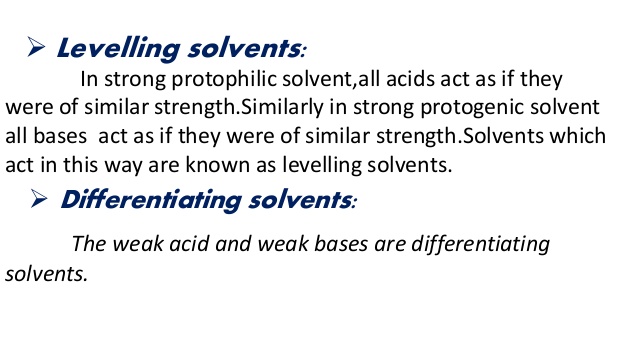 ➢ Levelling solvents:
In strong protophilic solvent,all acids act as if they
were of similar strength.Similarly in strong protogenic solvent
all bases act as if they were of similar strength.Solvents which
act in this way are known as levelling solvents.
➢ Differentiating solvents:
The weak acid and weak bases are differentiating
solvents.